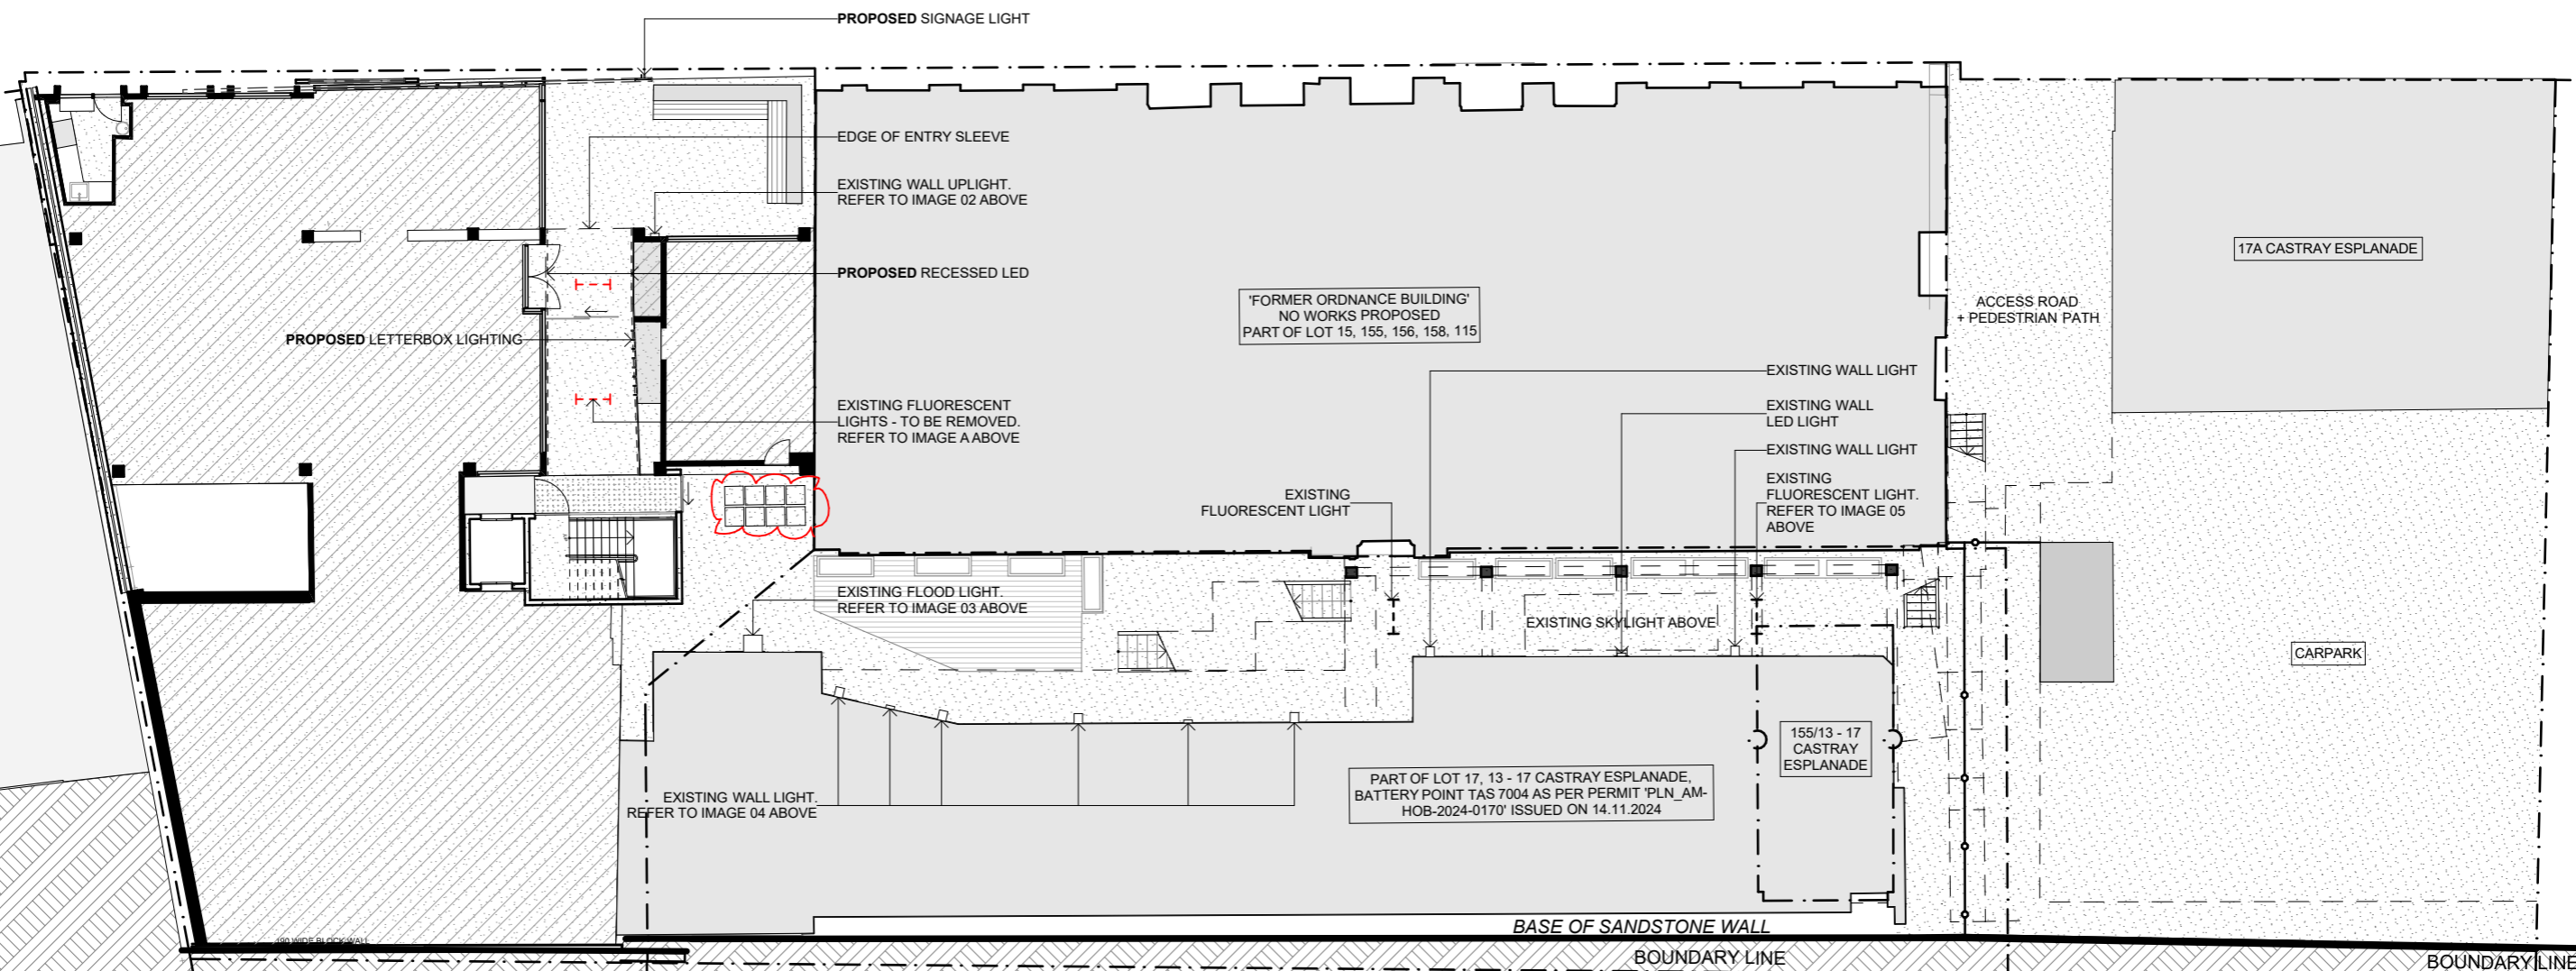 PROPOSED SIGNAGE LIGHT
EDGE OF ENTRY SLEEVE
EXISTING WALL UPLIGHT.
REFER TO IMAGE 02 ABOVE
PROPOSED RECESSED LED
PROPOSED LETTERBOX LIGHTING
EXISTING FLUORESCENT
LIGHTS - TO BE REMOVED.
REFER TO IMAGE A ABOVE
'FORMER ORDNANCE BUILDING'
NO WORKS PROPOSED
PART OF LOT 15, 155, 156, 158, 115
17A CASTRAY ESPLANADE
ACCESS ROAD
+ PEDESTRIAN PATH
EXISTING WALL LIGHT
EXISTING WALL
LED LIGHT
EXISTING WALL LIGHT
EXISTING
FLUORESCENT LIGHT.
REFER TO IMAGE 05
ABOVE
EXISTING
FLUORESCENT LIGHT
EXISTING FLOOD LIGHT.
REFER TO IMAGE 03 ABOVE
EXISTING SKYLIGHT ABOVE
CARPARK
155/13 - 17
CASTRAY
ESPLANADE
PART OF LOT 17, 13 - 17 CASTRAY ESPLANADE,
BATTERY POINT TAS 7004 AS PER PERMIT 'PLN_AM-
HOB-2024-0170' ISSUED ON 14.11.2024
EXISTING WALL LIGHT.
REFER TO IMAGE 04 ABOVE
190 WIDE BLOCK WALL
BASE OF SANDSTONE WALL
BOUNDARY LINE
BOUNDARY LINE